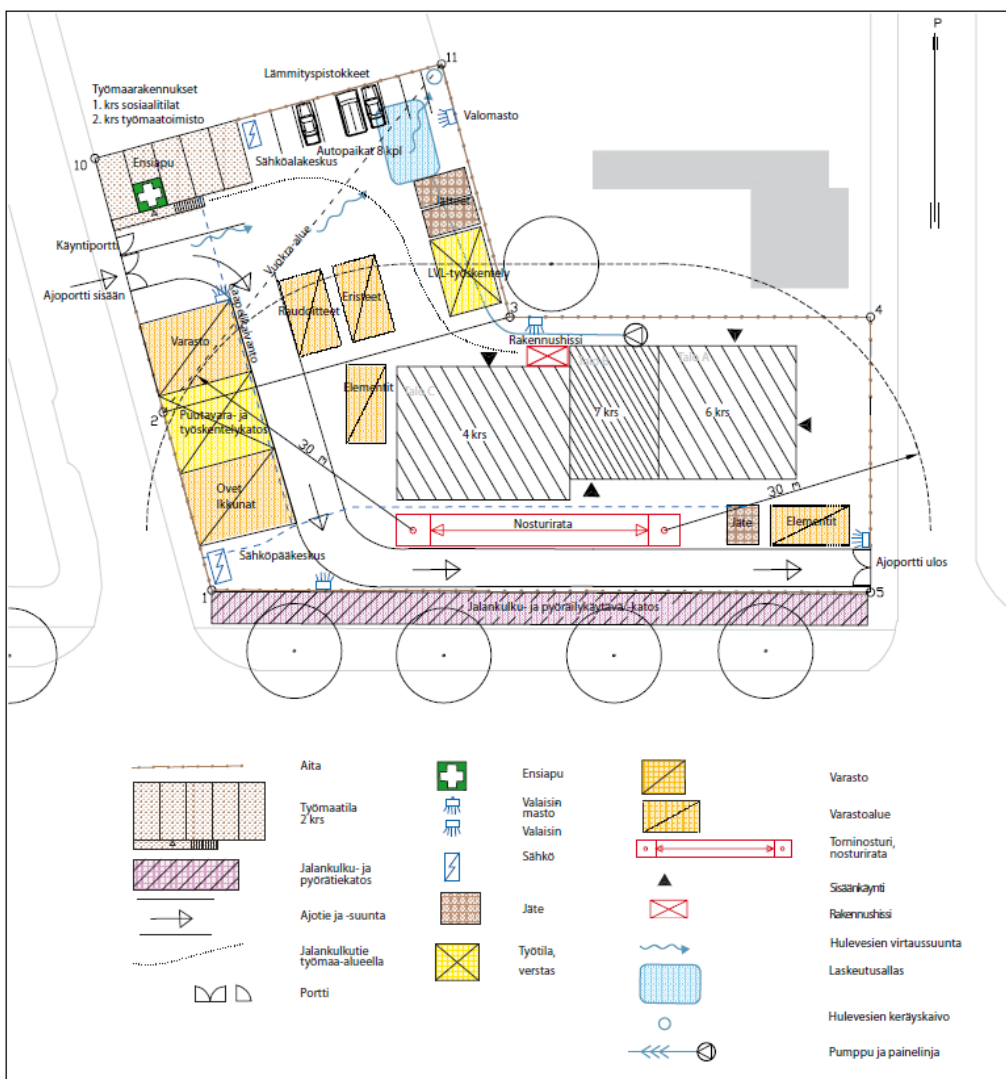 P
11
Lämmityspistokkeet
Työmaarakennukset
1. krs sosiaalitilat
2. krs työmaatoimisto
Valomasto
Autopaikat 8 kpl
Sähköalakeskus
10
Ensiapu
Jätteet
Käyntiportti
Vuokra-alue
LVL-työskentely
Ajoportti sisään
Kaapelikaivanto
Raudoitteet
Eristeet
3
4
Varasto
Rakennushissi
Talo C
Talo A
Elementit
2
Puutavara- ja
työskentelykatos
4 krs
7 krs
6 krs
30 m
30 m
Ovet
Ikkunat
Nosturirata
Jäte
Elementit
Sähköpääkeskus
Ajoportti ulos
1
5
Jalankulku- ja pyöräilykäytävä/-katos
Aita
Työmaatila
2 krs
Jalankulku- ja
pyörätiekatos
Ajotie ja -suunta
Jalankulkutie
työmaa-alueella
Portti
Ensiapu
Valaisin
masto
Valaisin
Sähkö
Jäte
Työtila,
verstas
Varasto
Varastoalue
Torninosturi,
nosturirata
Sisäänkäynti
Rakennushissi
Hulevesien virtaussuunta
Laskeutusallas
Hulevesien keräyskaivo
Pumppu ja painelinja